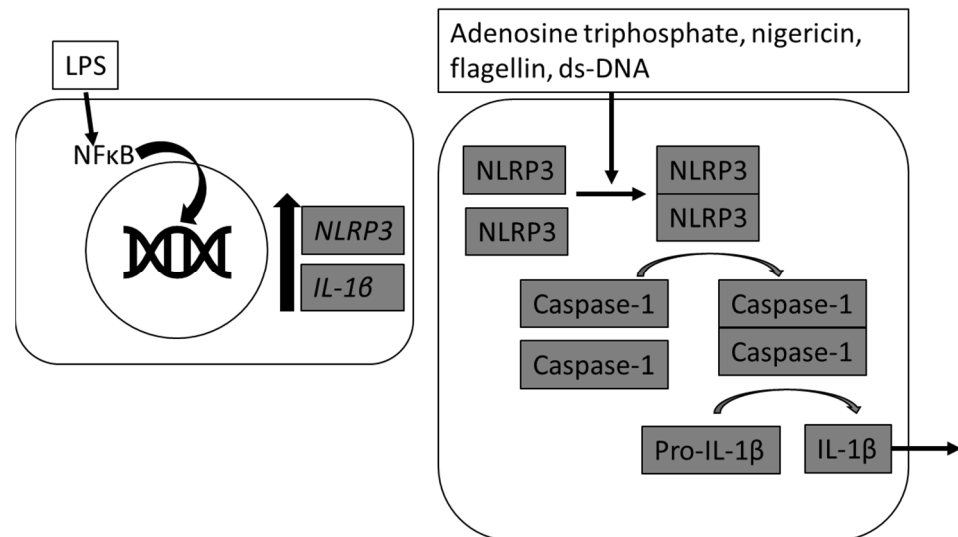 LPS
NFκB
NLRP3
IL-1β
Adenosine triphosphate, nigericin,
flagellin, ds-DNA
NLRP3
NLRP3
NLRP3
NLRP3
Caspase-1
Caspase-1
Caspase-1
Caspase-1
Pro-IL-1β
IL-1β